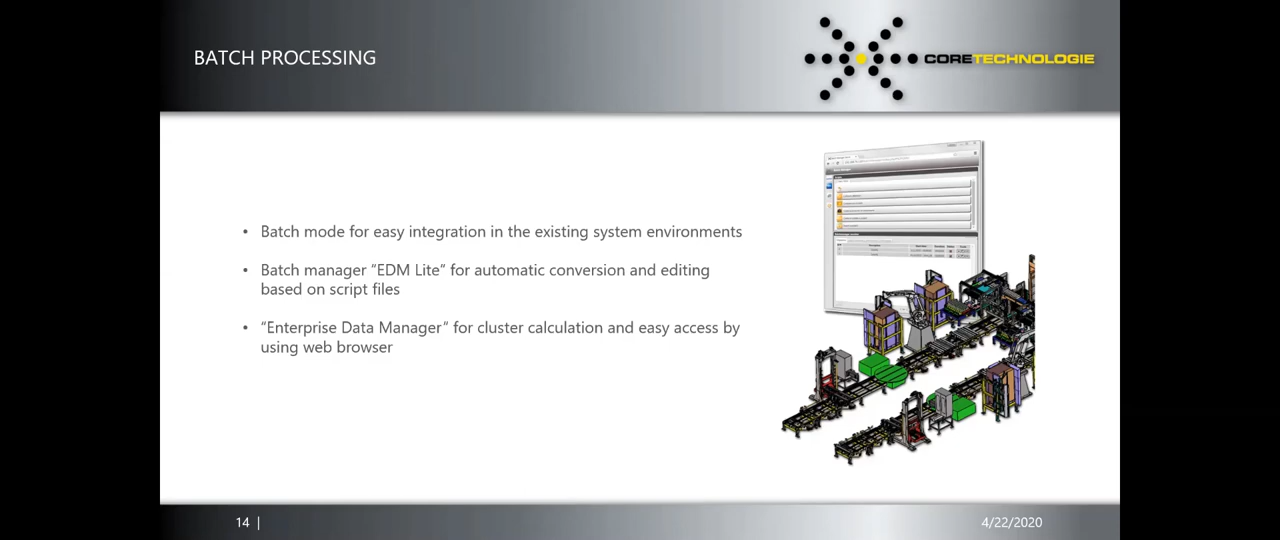 BATCH PROCESSING
CORETECHNOLOGIE
• Batch mode for easy integration in the existing system environments
• Batch manager “EDM Lite“ for automatic conversion and editing
based on script files
• “Enterprise Data Manager“ for cluster calculation and easy access by
using web browser
14 |
4/22/2020